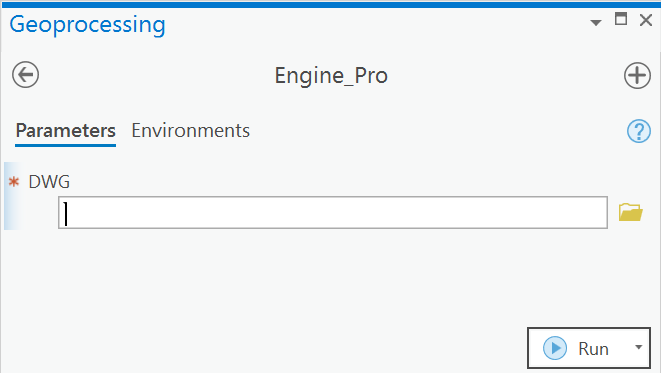 Geoprocessing
Engine_Pro
Parameters Environments
* DWG
Run